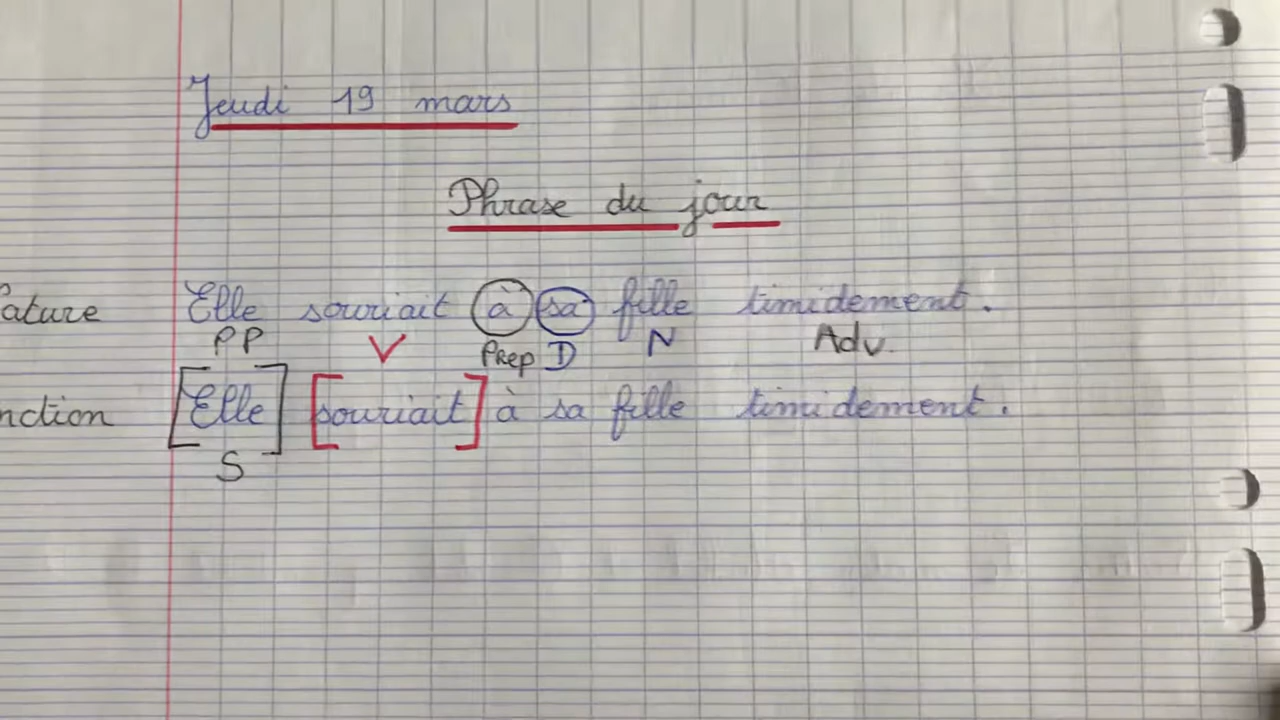 Jeudi 19 mars
Phrase du jour
ature Elle souriait à sa fille timidement.
PP V Prep D N Adv.
nction [Elle] [souriait] à sa fille timidement.
S